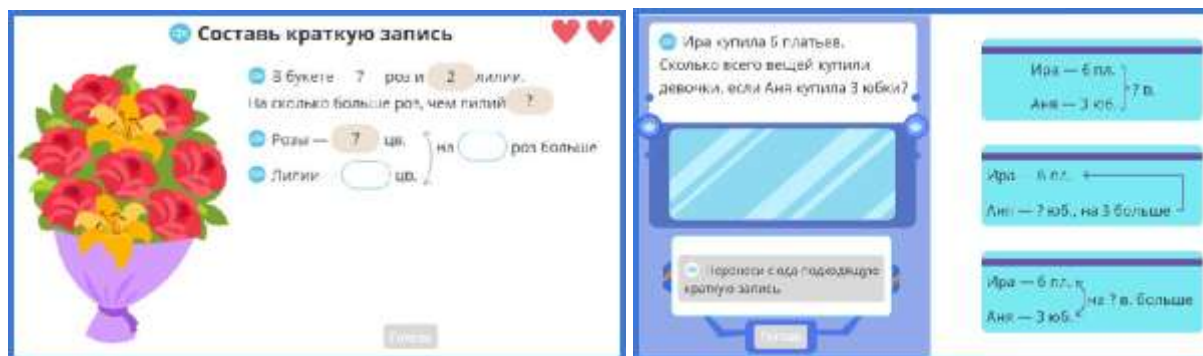 Составь краткую запись
В букете 7 роз и 2 лилии.
На сколько больше роз, чем лилий ?
Розы — 7 цв.
на роз больше
Лилии цв.
Готово
Ира купила 6 платьев.
Сколько всего вещей купили
девочки, если Аня купила 3 юбки?
Перенеси сюда подходящую
краткую запись
Готово
Ира — 6 пл.
? в.
Аня — 3 юб.
Ира — 6 пл.
Аня — ? юб., на 3 больше
Ира — 6 пл.
на ? в. больше
Аня — 3 юб.